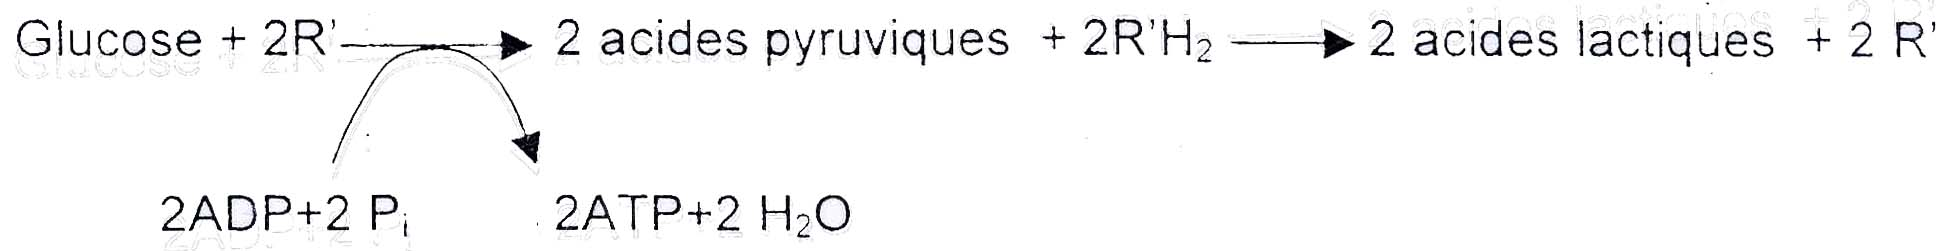 Glucose + 2R' → 2 acides pyruviques + 2R'H₂ → 2 acides lactiques + 2 R'
2ADP+2 Pᵢ 2ATP+2 H₂O